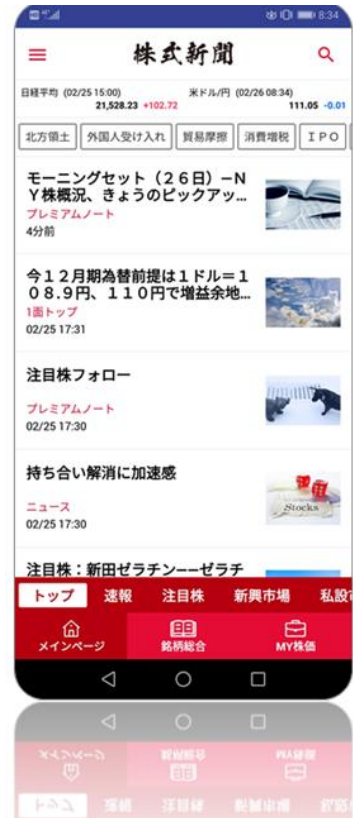 8:34
株式新聞
日経平均 (02/25 15:00)
21,528.23 +102.72
米ドル/円 (02/26 08:34)
111.05 -0.01
北方領土 外国人受け入れ 貿易摩擦 消費増税 IPO
モーニングセット（２６日）−Ｎ
Ｙ株概況、きょうのピックアッ...
プレミアムノート
4分前
今１２月期為替前提は１ドル＝１
０８.９円、１１０円で増益余地...
1面トップ
02/25 17:31
注目株フォロー
プレミアムノート
02/25 17:30
持ち合い解消に加速感
ニュース
02/25 17:30
Stocks
注目株：新田ゼラチン−−ゼラチ
トップ 速報 注目株 新興市場 私設
メインページ 銘柄総合 MY株価